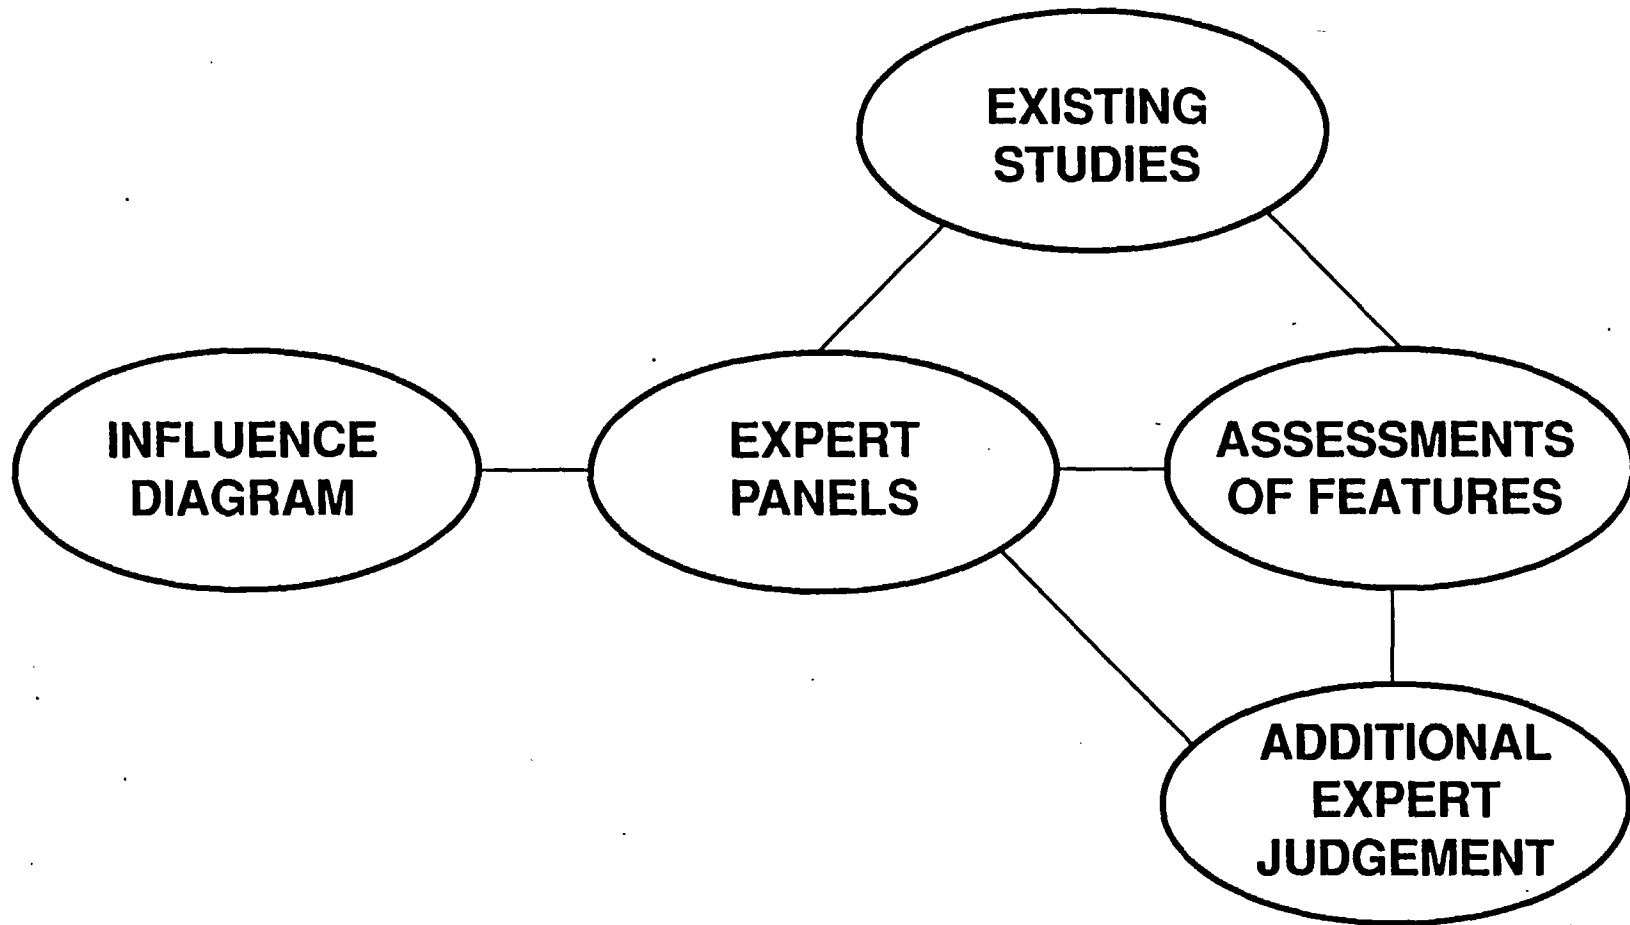 EXISTING
STUDIES
INFLUENCE
DIAGRAM
EXPERT
PANELS
ASSESSMENTS
OF FEATURES
ADDITIONAL
EXPERT
JUDGEMENT